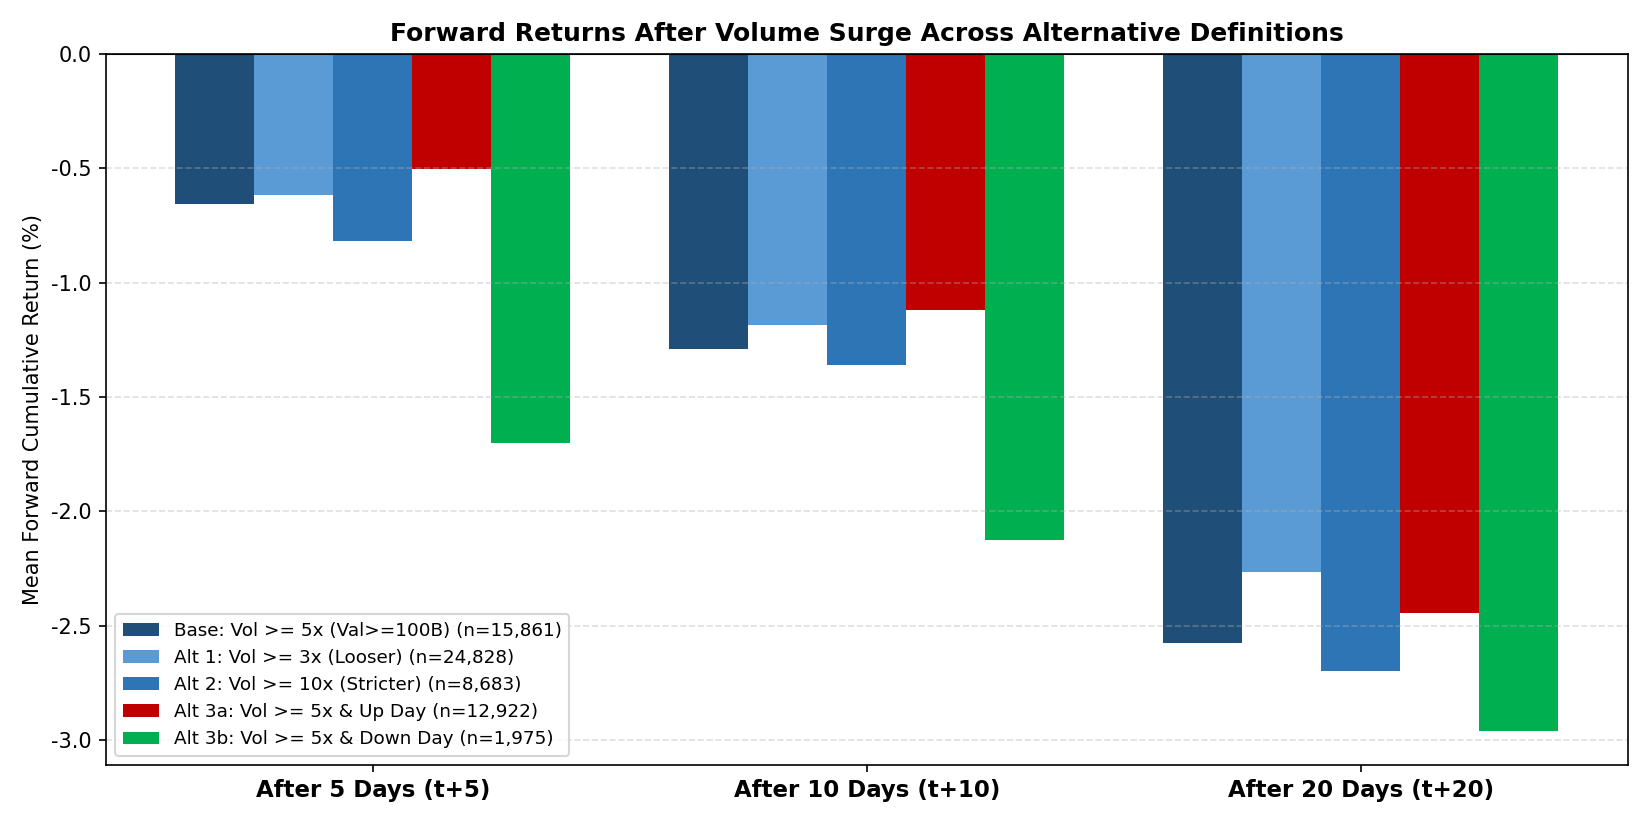 Forward Returns After Volume Surge Across Alternative Definitions
Mean Forward Cumulative Return (%)
0.0
-0.5
-1.0
-1.5
-2.0
-2.5
-3.0
Base: Vol >= 5x (Val>=100B) (n=15,861)
Alt 1: Vol >= 3x (Looser) (n=24,828)
Alt 2: Vol >= 10x (Stricter) (n=8,683)
Alt 3a: Vol >= 5x & Up Day (n=12,922)
Alt 3b: Vol >= 5x & Down Day (n=1,975)
After 5 Days (t+5)
After 10 Days (t+10)
After 20 Days (t+20)